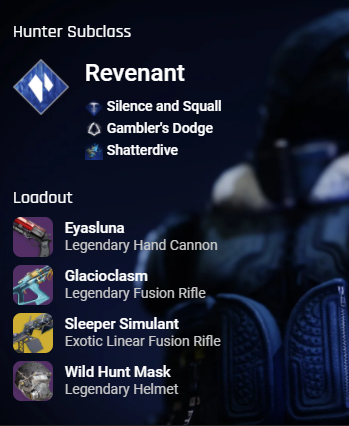 Hunter Subclass
Revenant
Silence and Squall
Gambler's Dodge
Shatterdive
Loadout
Eyasluna
Legendary Hand Cannon
Glacioclasm
Legendary Fusion Rifle
Sleeper Simulant
Exotic Linear Fusion Rifle
Wild Hunt Mask
Legendary Helmet